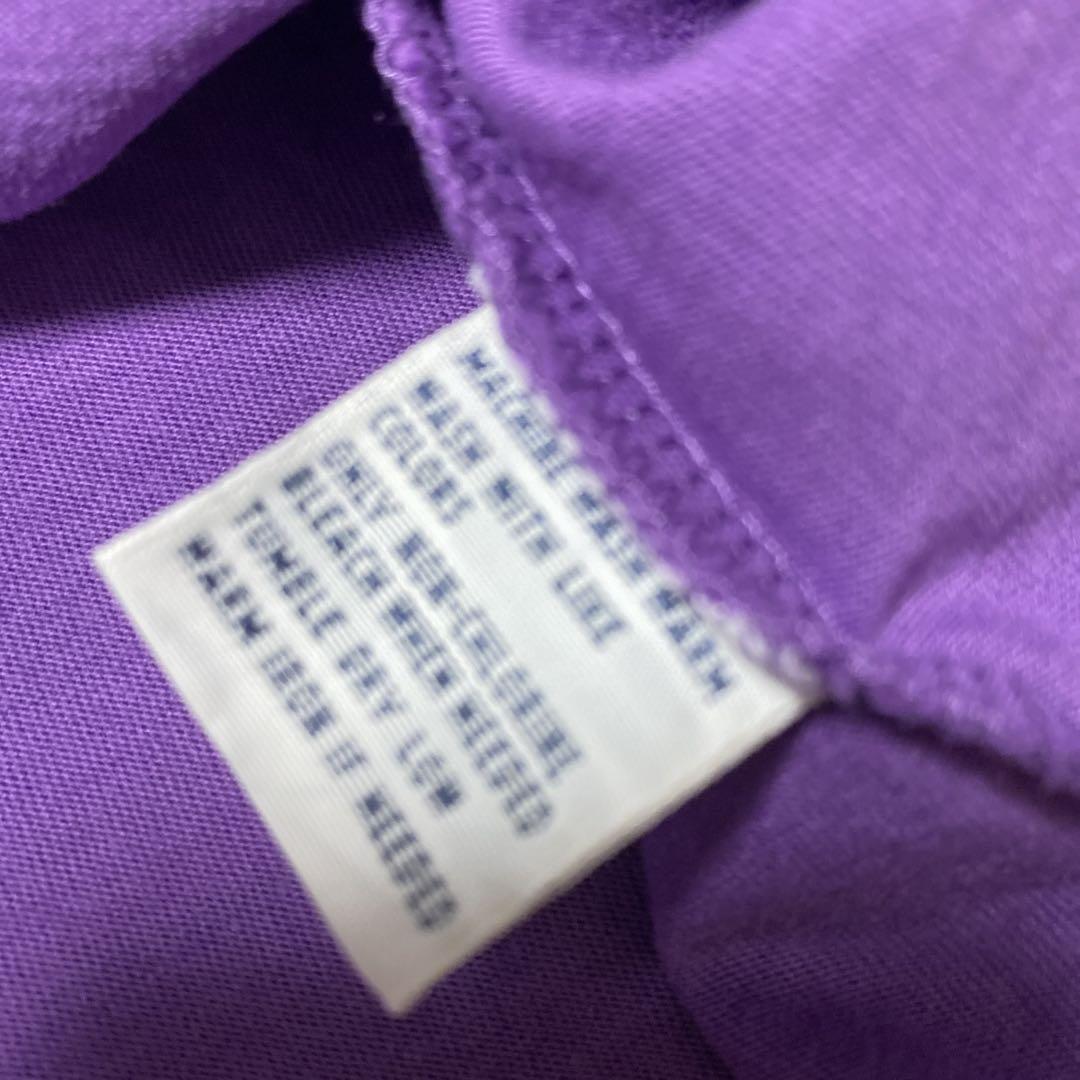 MACHINE WASH WARM
WASH WITH LIKE
COLORS
ONLY NON-CHLORINE
BLEACH WHEN NEEDED
TUMBLE DRY LOW
WARM IRON IF NEEDED